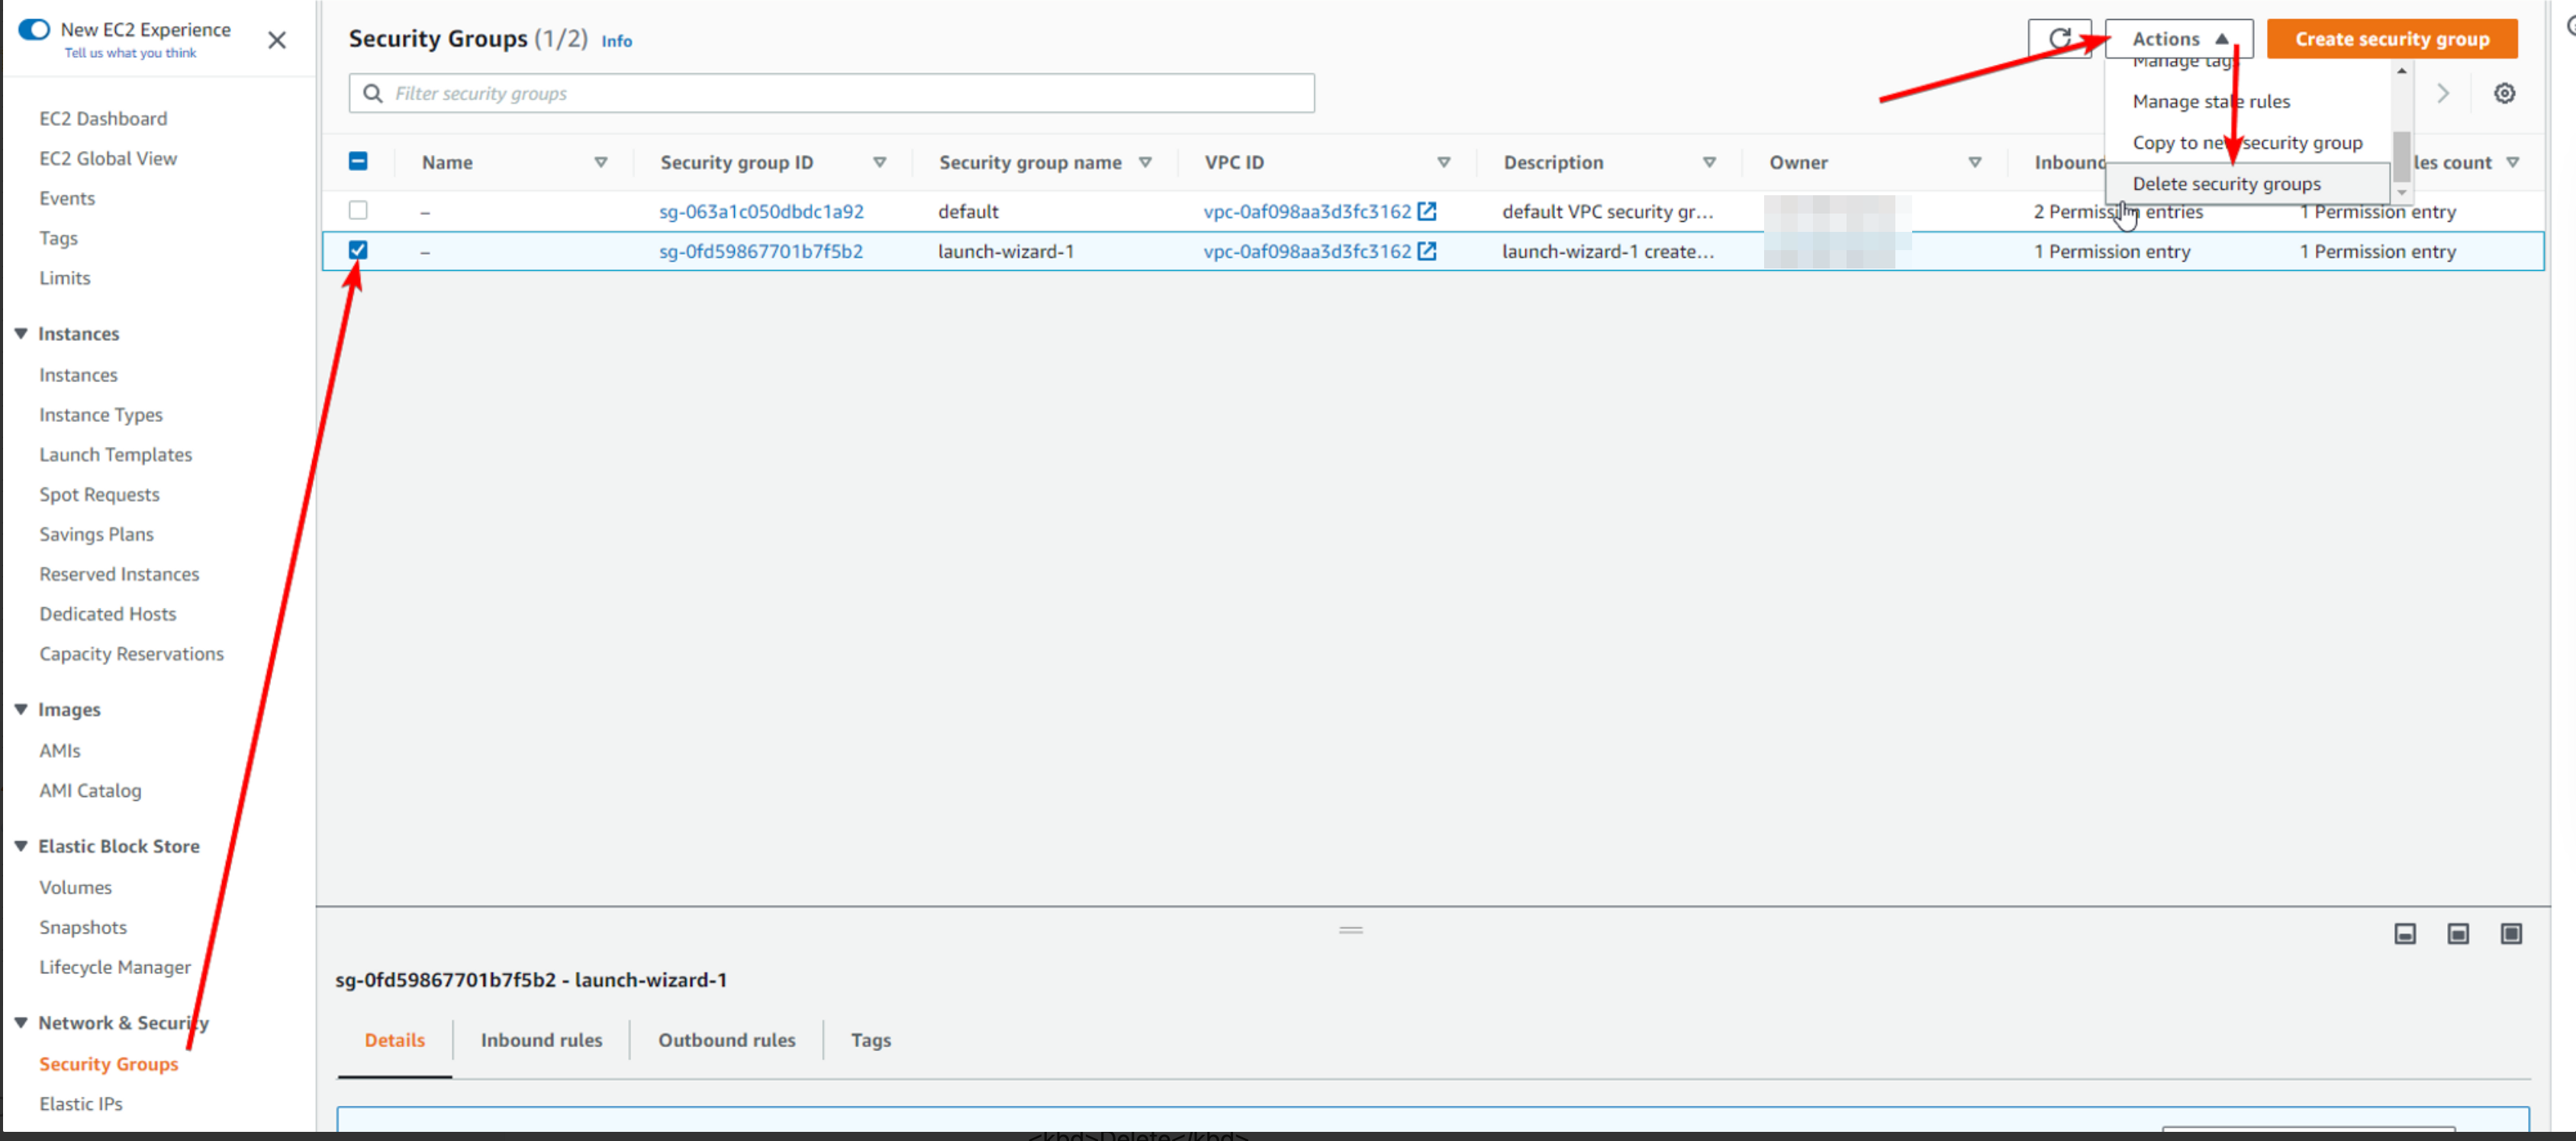 New EC2 Experience
Tell us what you think
EC2 Dashboard
EC2 Global View
Events
Tags
Limits
Instances
Instances
Instance Types
Launch Templates
Spot Requests
Savings Plans
Reserved Instances
Dedicated Hosts
Capacity Reservations
Images
AMIs
AMI Catalog
Elastic Block Store
Volumes
Snapshots
Lifecycle Manager
Network & Security
Security Groups
Elastic IPs
Security Groups (1/2) Info
Actions
Create security group
Filter security groups
Manage tags
Manage stale rules
Copy to new security group
Delete security groups
Name Security group ID Security group name VPC ID Description Owner Inbound les count
– sg-063a1c050dbdc1a92 default vpc-0af098aa3d3fc3162 default VPC security gr... 2 Permission entries 1 Permission entry
– sg-0fd59867701b7f5b2 launch-wizard-1 vpc-0af098aa3d3fc3162 launch-wizard-1 create... 1 Permission entry 1 Permission entry
sg-0fd59867701b7f5b2 - launch-wizard-1
Details Inbound rules Outbound rules Tags
<kbd>Delete</kbd>